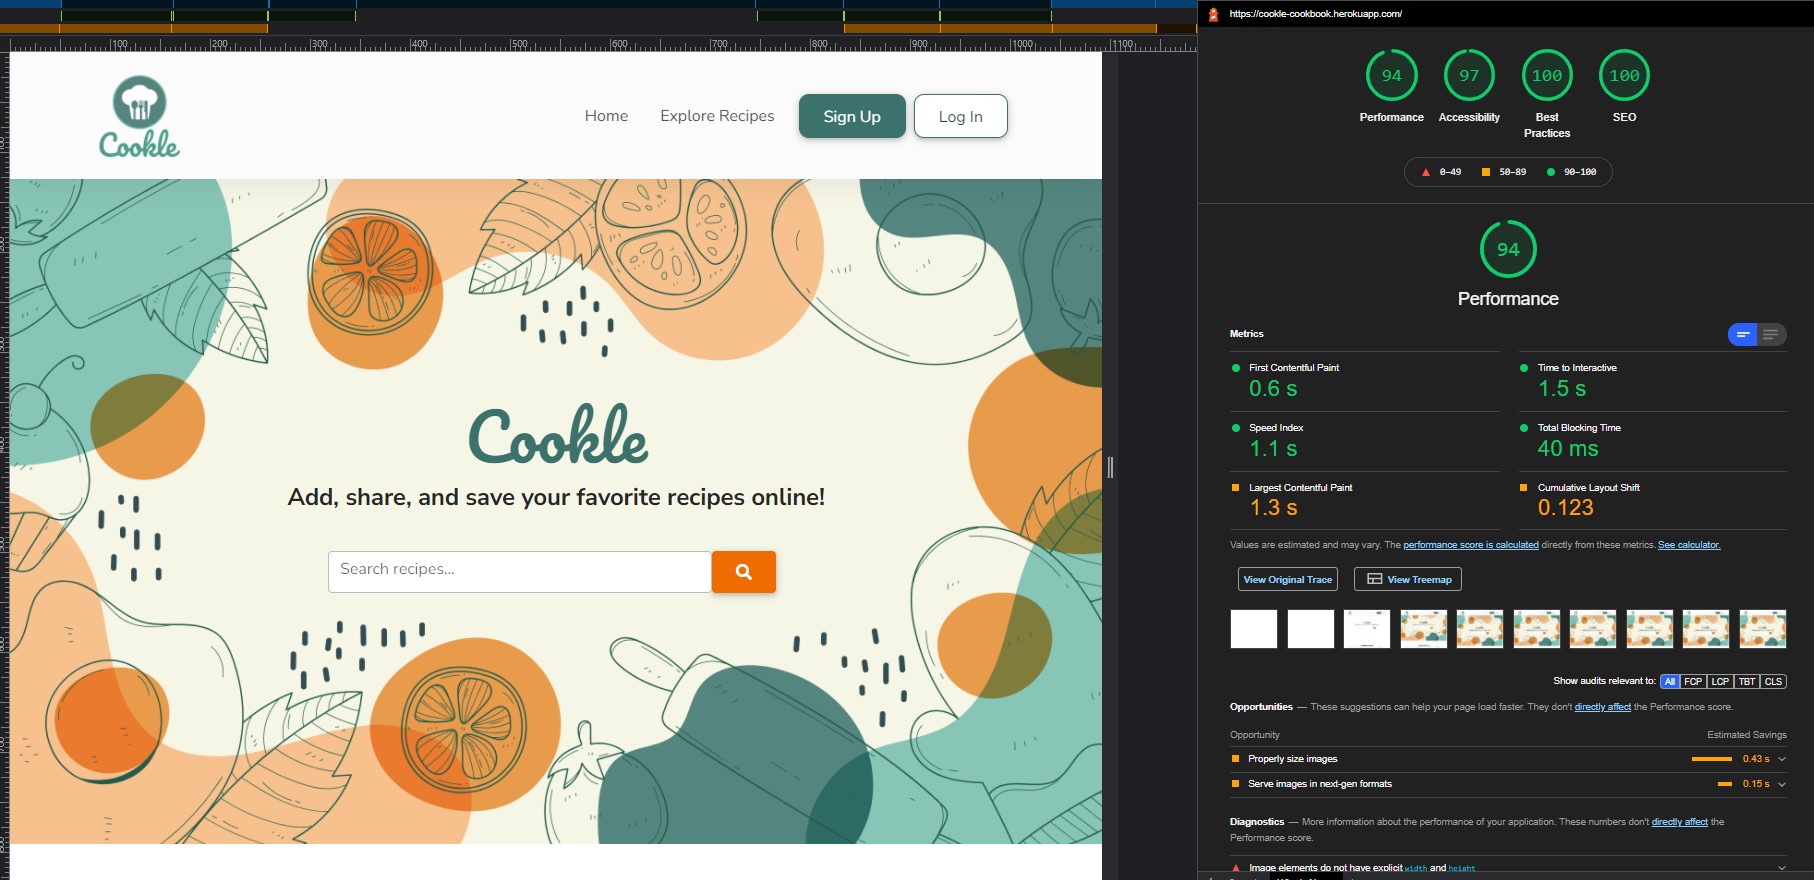 100 200 300 400 500 600 700 800 900 1000 1100
Cookle
Home Explore Recipes Sign Up Log In
Cookle
Add, share, and save your favorite recipes online!
Search recipes...
https://cookle-cookbook.herokuapp.com/
94 97 100 100
Performance Accessibility Best Practices SEO
0–49 50–89 90–100
94
Performance
Metrics
First Contentful Paint
0.6 s
Time to Interactive
1.5 s
Speed Index
1.1 s
Total Blocking Time
40 ms
Largest Contentful Paint
1.3 s
Cumulative Layout Shift
0.123
Values are estimated and may vary. The performance score is calculated directly from these metrics. See calculator.
View Original Trace View Treemap
Show audits relevant to: All FCP LCP TBT CLS
Opportunities — These suggestions can help your page load faster. They don't directly affect the Performance score.
Opportunity Estimated Savings
Properly size images 0.43 s
Serve images in next-gen formats 0.15 s
Diagnostics — More information about the performance of your application. These numbers don't directly affect the
Performance score.
Image elements do not have explicit width and height